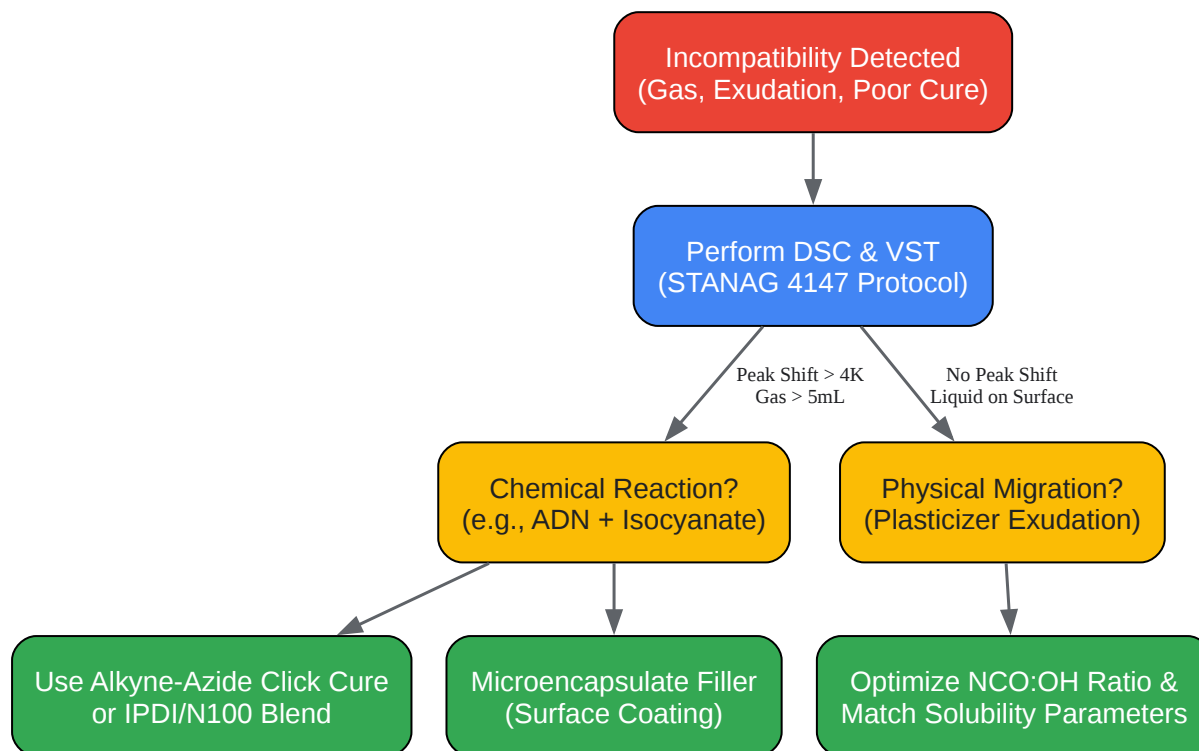 Incompatibility Detected
(Gas, Exudation, Poor Cure)
Perform DSC & VST
(STANAG 4147 Protocol)
Peak Shift > 4K
Gas > 5mL
No Peak Shift
Liquid on Surface
Chemical Reaction?
(e.g., ADN + Isocyanate)
Physical Migration?
(Plasticizer Exudation)
Use Alkyne-Azide Click Cure
or IPDI/N100 Blend
Microencapsulate Filler
(Surface Coating)
Optimize NCO:OH Ratio &
Match Solubility Parameters